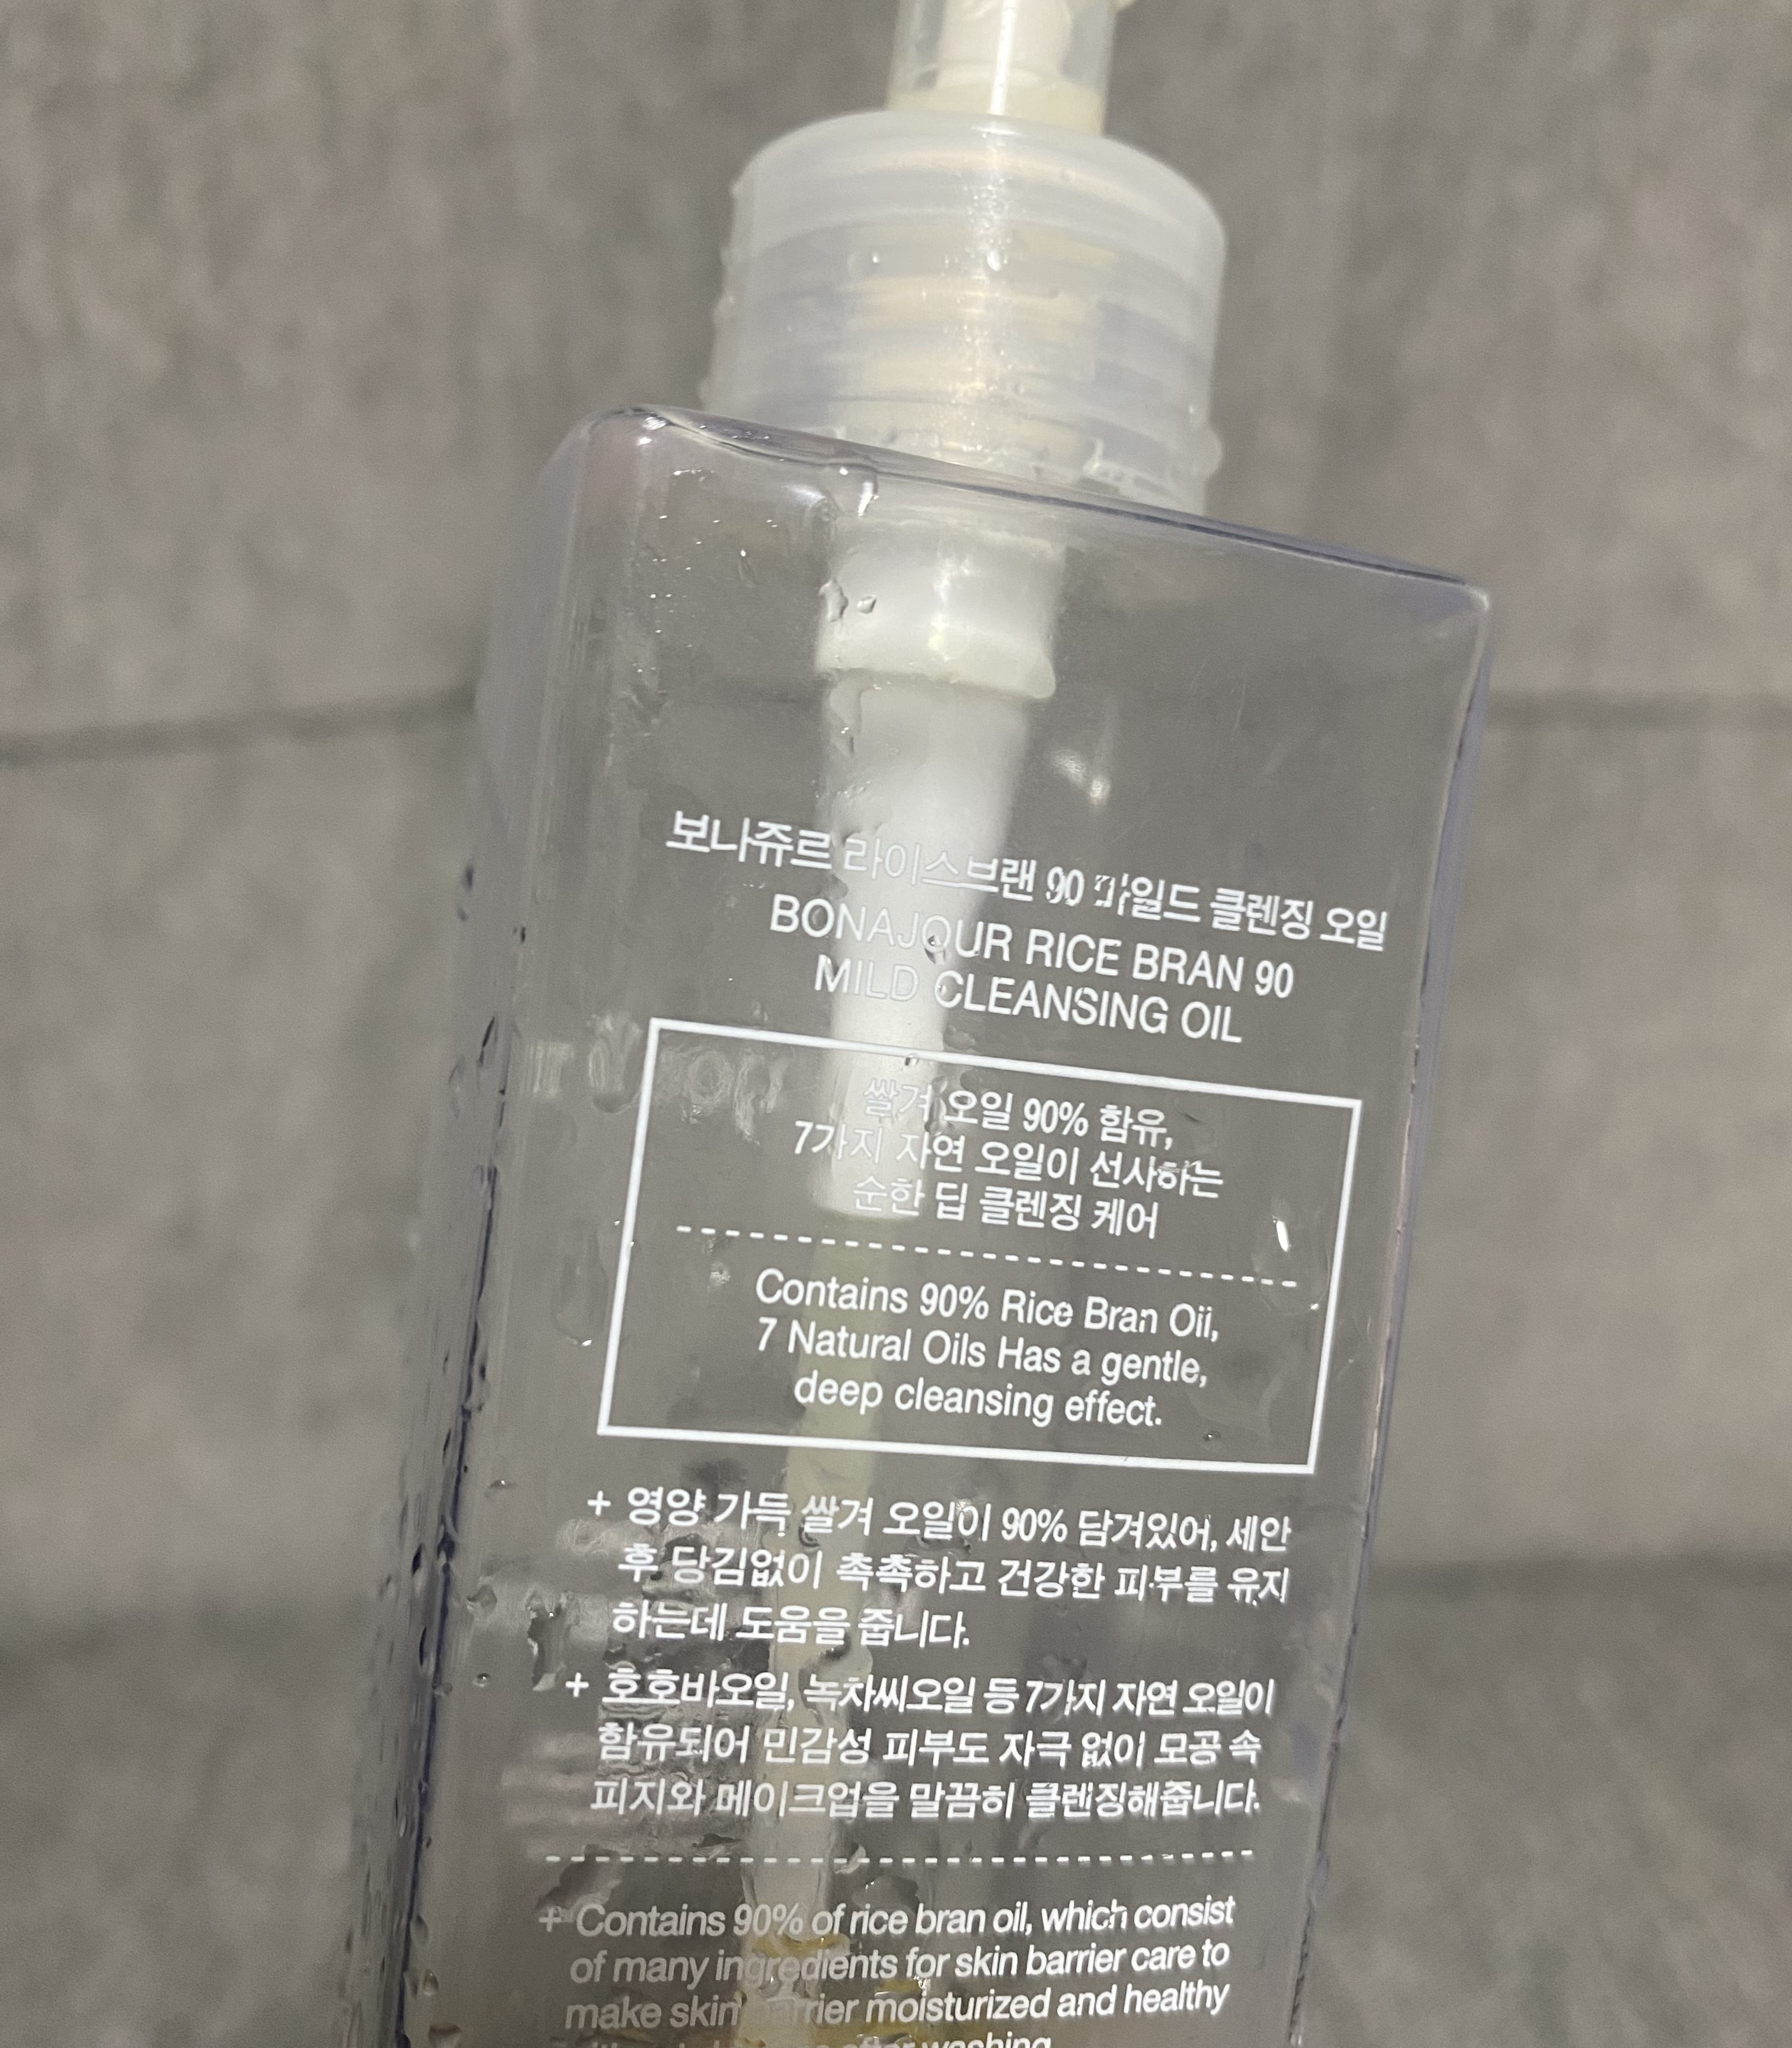 보나쥬르 라이스브랜 90 마일드 클렌징 오일
BONAJOUR RICE BRAN 90
MILD CLEANSING OIL
쌀겨 오일 90% 함유,
7가지 자연 오일이 선사하는
순한 딥 클렌징 케어
Contains 90% Rice Bran Oil,
7 Natural Oils Has a gentle,
deep cleansing effect.
+ 영양 가득 쌀겨 오일이 90% 담겨있어, 세안
후 당김없이 촉촉하고 건강한 피부를 유지
하는데 도움을 줍니다.
+ 호호바오일, 녹차씨오일 등 7가지 자연 오일이
함유되어 민감성 피부도 자극 없이 모공 속
피지와 메이크업을 말끔히 클렌징해줍니다.
+ Contains 90% of rice bran oil, which consist
of many ingredients for skin barrier care to
make skin barrier moisturized and healthy
after washing